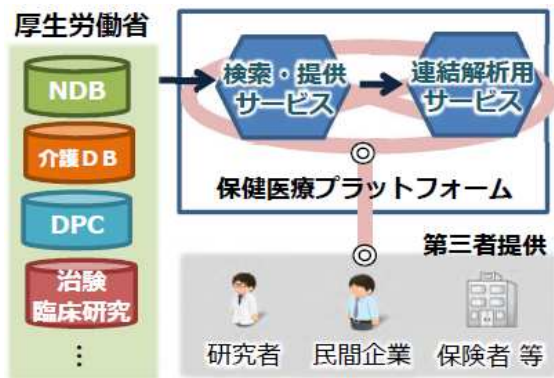 厚生労働省
NDB
介護DB
DPC
治験
臨床研究
⋮
検索・提供
サービス
連結解析用
サービス
保健医療プラットフォーム
第三者提供
研究者
民間企業
保険者 等